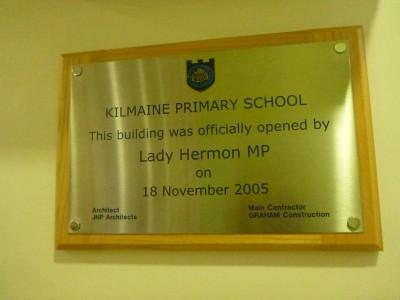 KILMAINE PRIMARY SCHOOL
This building was officially opened by
Lady Hermon MP
on
18 November 2005
Architect
JNP Architects
Main Contractor
GRAHAM Construction